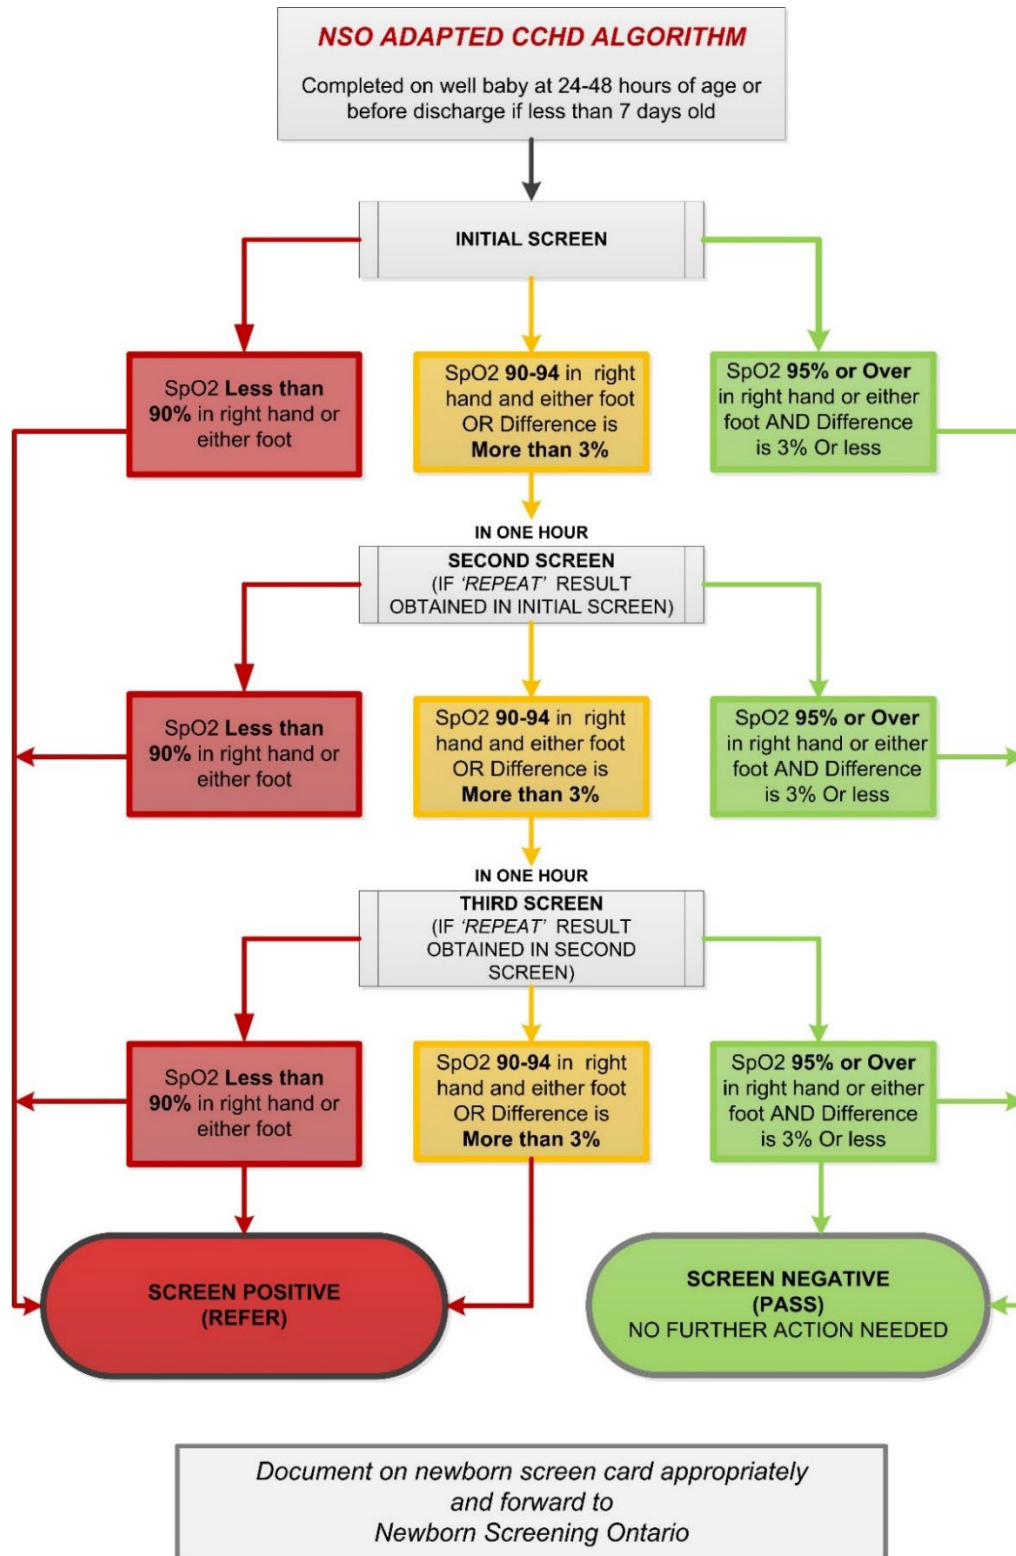 NSO ADAPTED CCHD ALGORITHM
Completed on well baby at 24-48 hours of age or
before discharge if less than 7 days old
INITIAL SCREEN
SpO2 Less than
90% in right hand or
either foot
SpO2 90-94 in right
hand and either foot
OR Difference is
More than 3%
SpO2 95% or Over
in right hand or either
foot AND Difference
is 3% Or less
IN ONE HOUR
SECOND SCREEN
(IF 'REPEAT' RESULT
OBTAINED IN INITIAL SCREEN)
SpO2 Less than
90% in right hand or
either foot
SpO2 90-94 in right
hand and either foot
OR Difference is
More than 3%
SpO2 95% or Over
in right hand or either
foot AND Difference
is 3% Or less
IN ONE HOUR
THIRD SCREEN
(IF 'REPEAT' RESULT
OBTAINED IN SECOND
SCREEN)
SpO2 Less than
90% in right hand or
either foot
SpO2 90-94 in right
hand and either foot
OR Difference is
More than 3%
SpO2 95% or Over
in right hand or either
foot AND Difference
is 3% Or less
SCREEN POSITIVE
(REFER)
SCREEN NEGATIVE
(PASS)
NO FURTHER ACTION NEEDED
Document on newborn screen card appropriately
and forward to
Newborn Screening Ontario